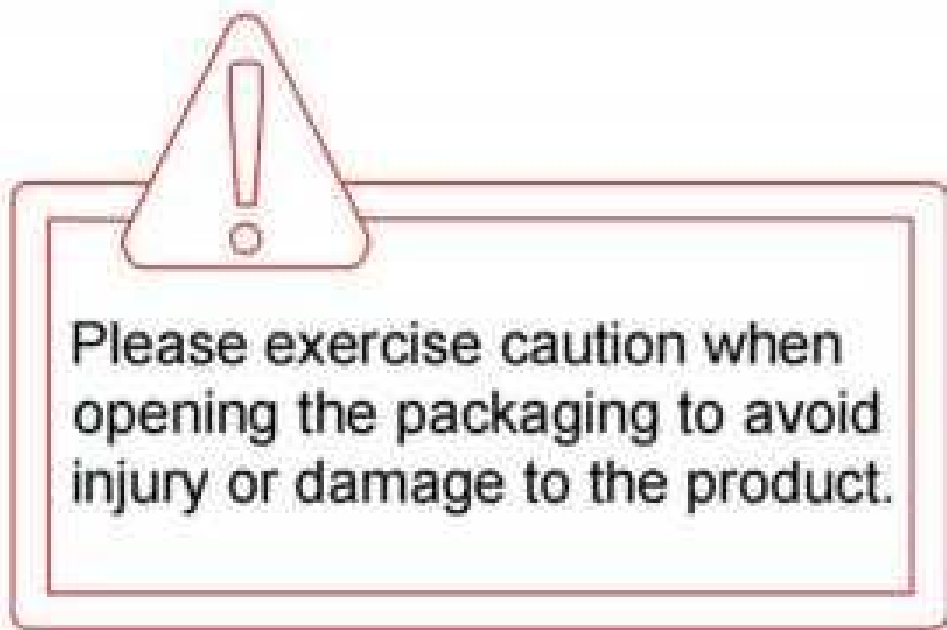 Please exercise caution when
opening the packaging to avoid
injury or damage to the product.